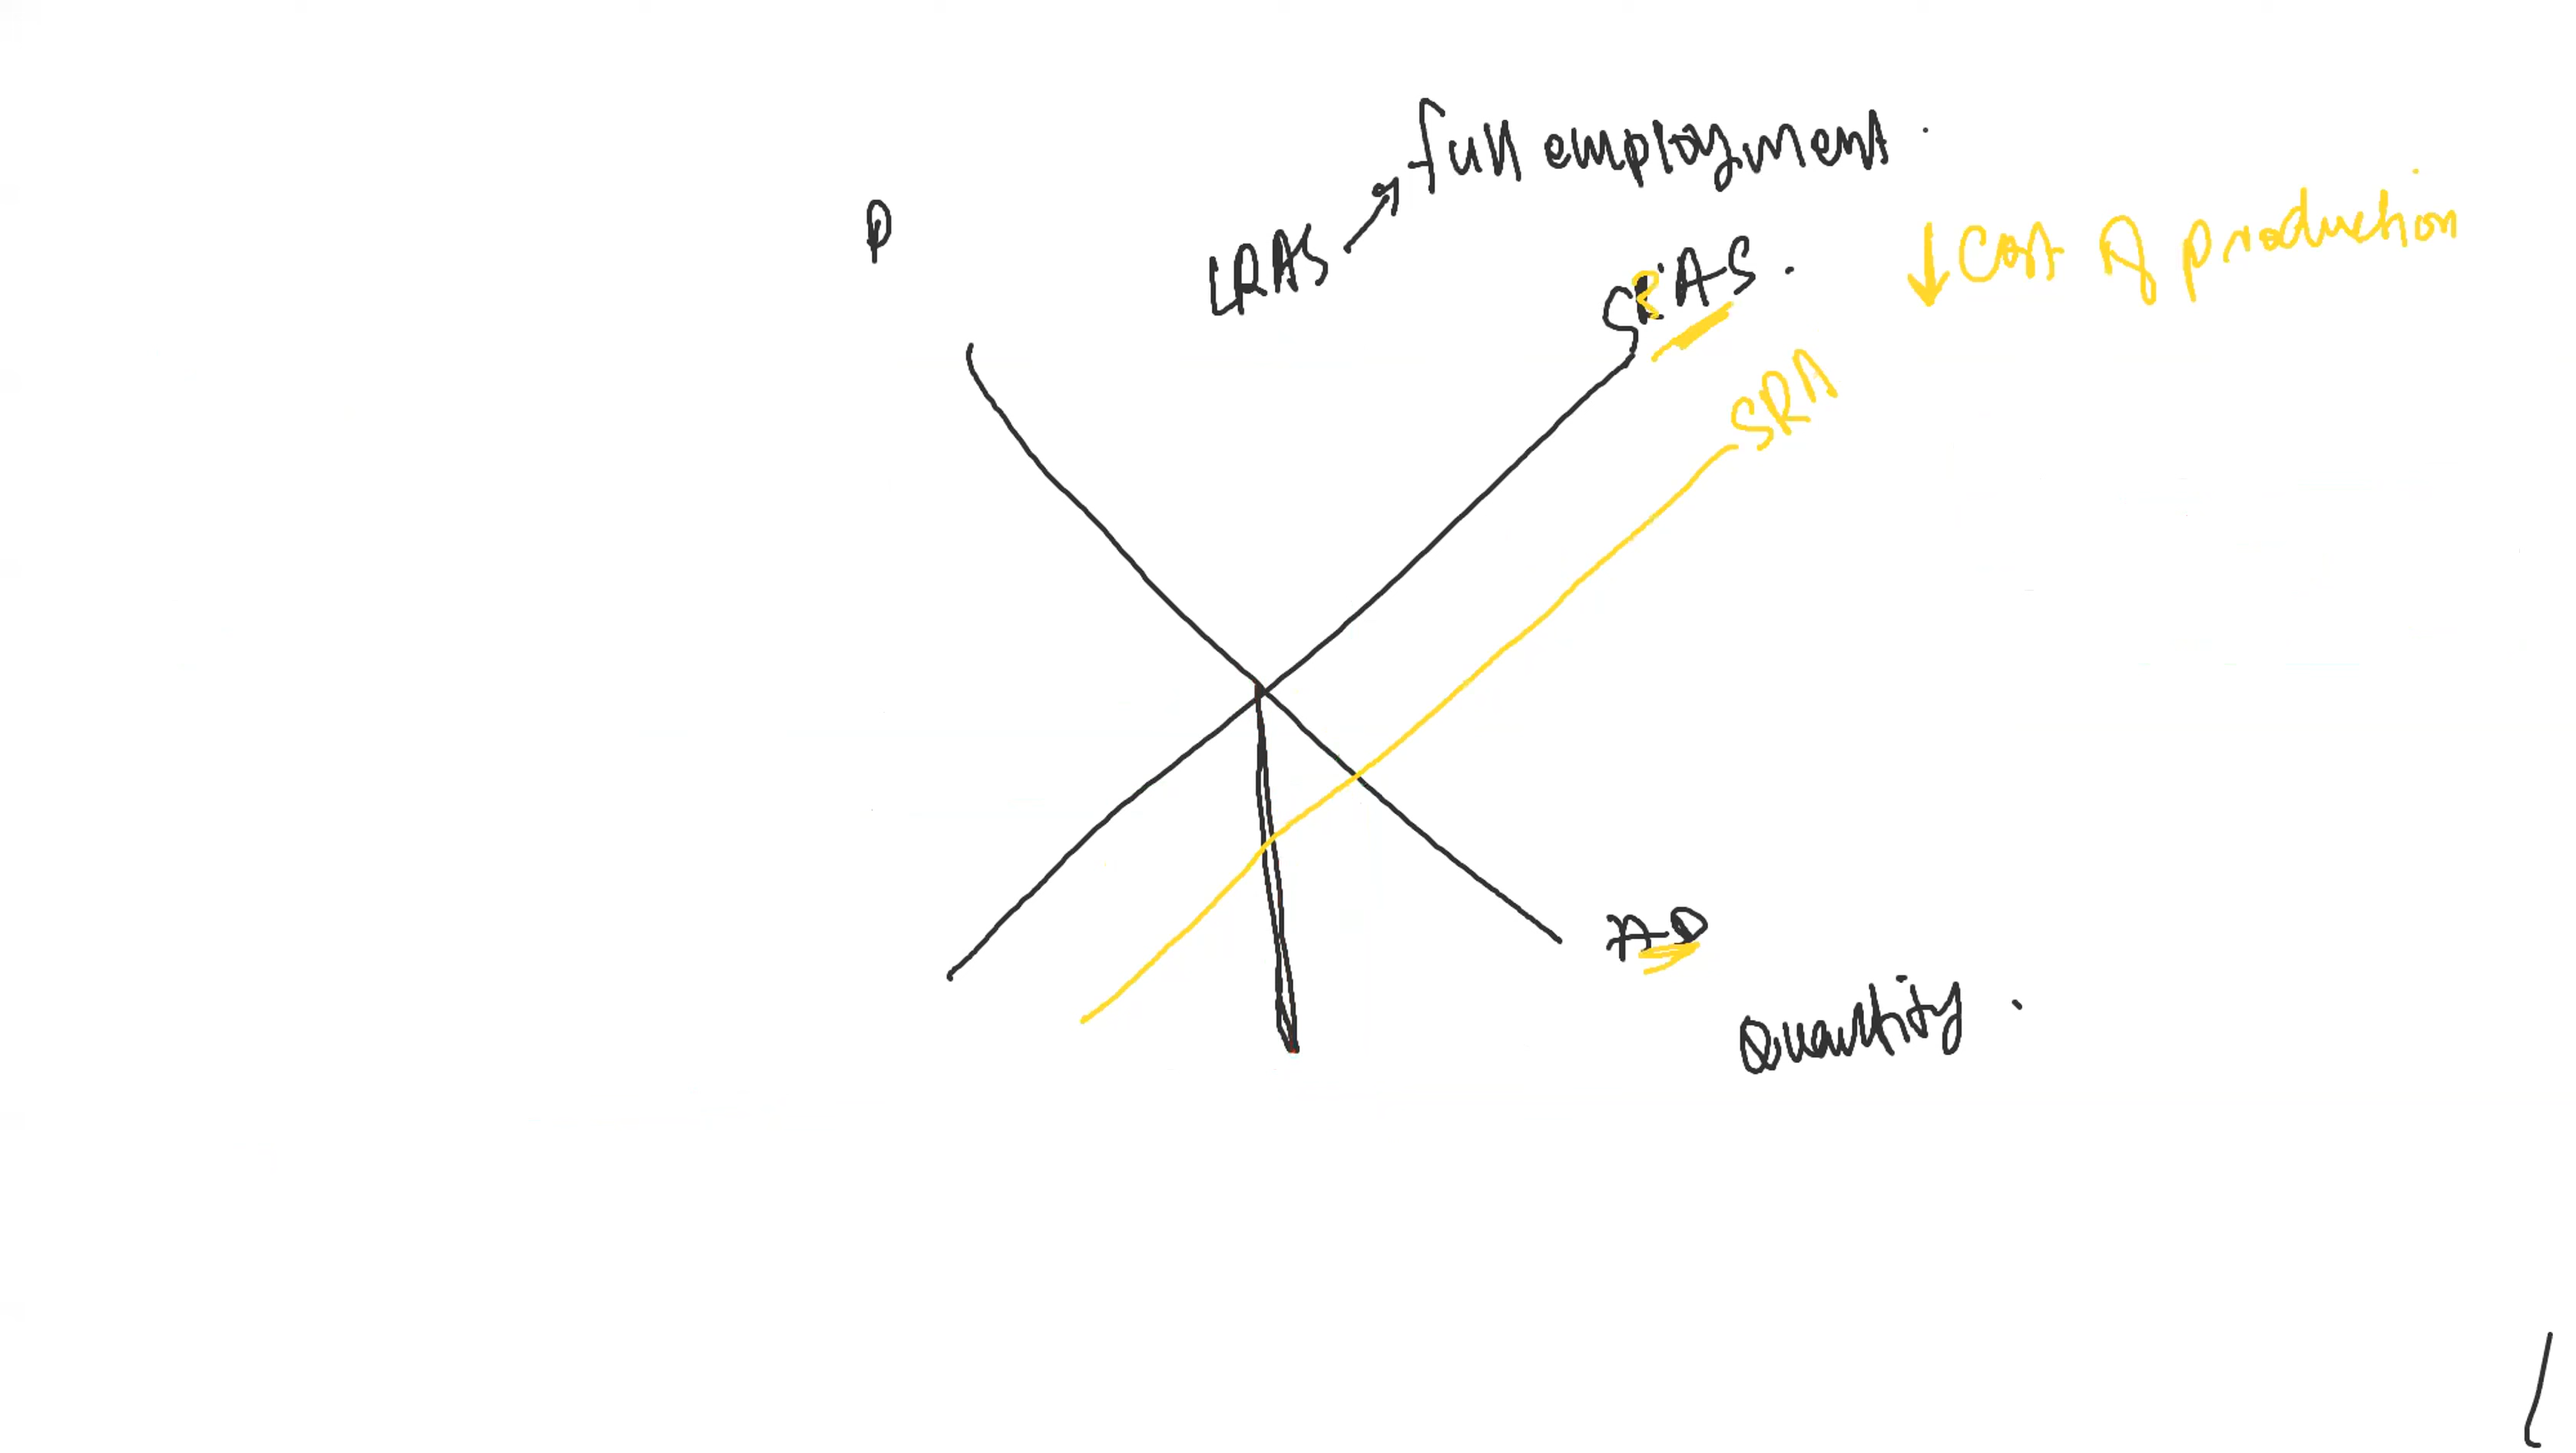 full employment.
P
LRAS
SRAS.
↓ Cost of production
SRA
AD
Quantity.